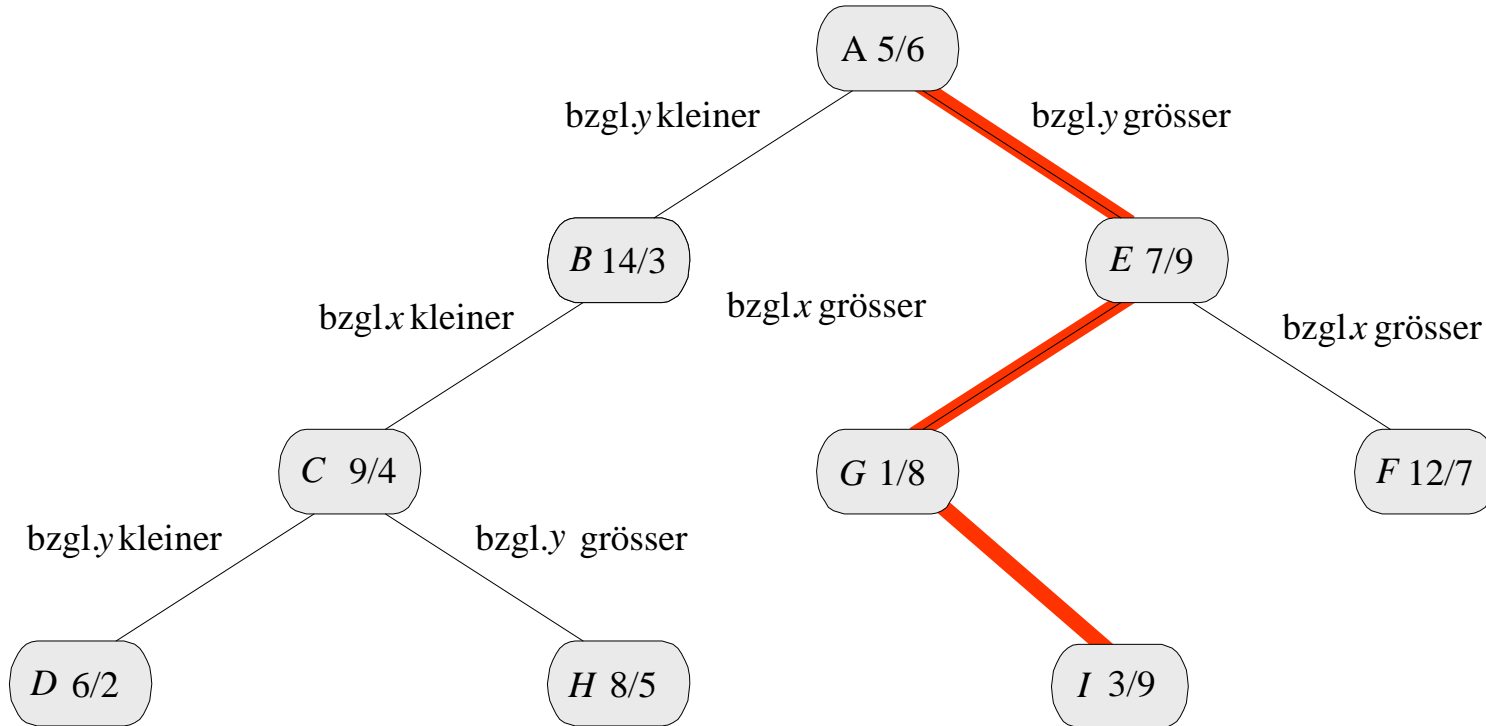 A 5/6
bzgl.y kleiner
bzgl.y grösser
B 14/3
E 7/9
bzgl.x kleiner
bzgl.x grösser
bzgl.x grösser
C 9/4
G 1/8
F 12/7
bzgl.y kleiner
bzgl.y grösser
D 6/2
H 8/5
I 3/9